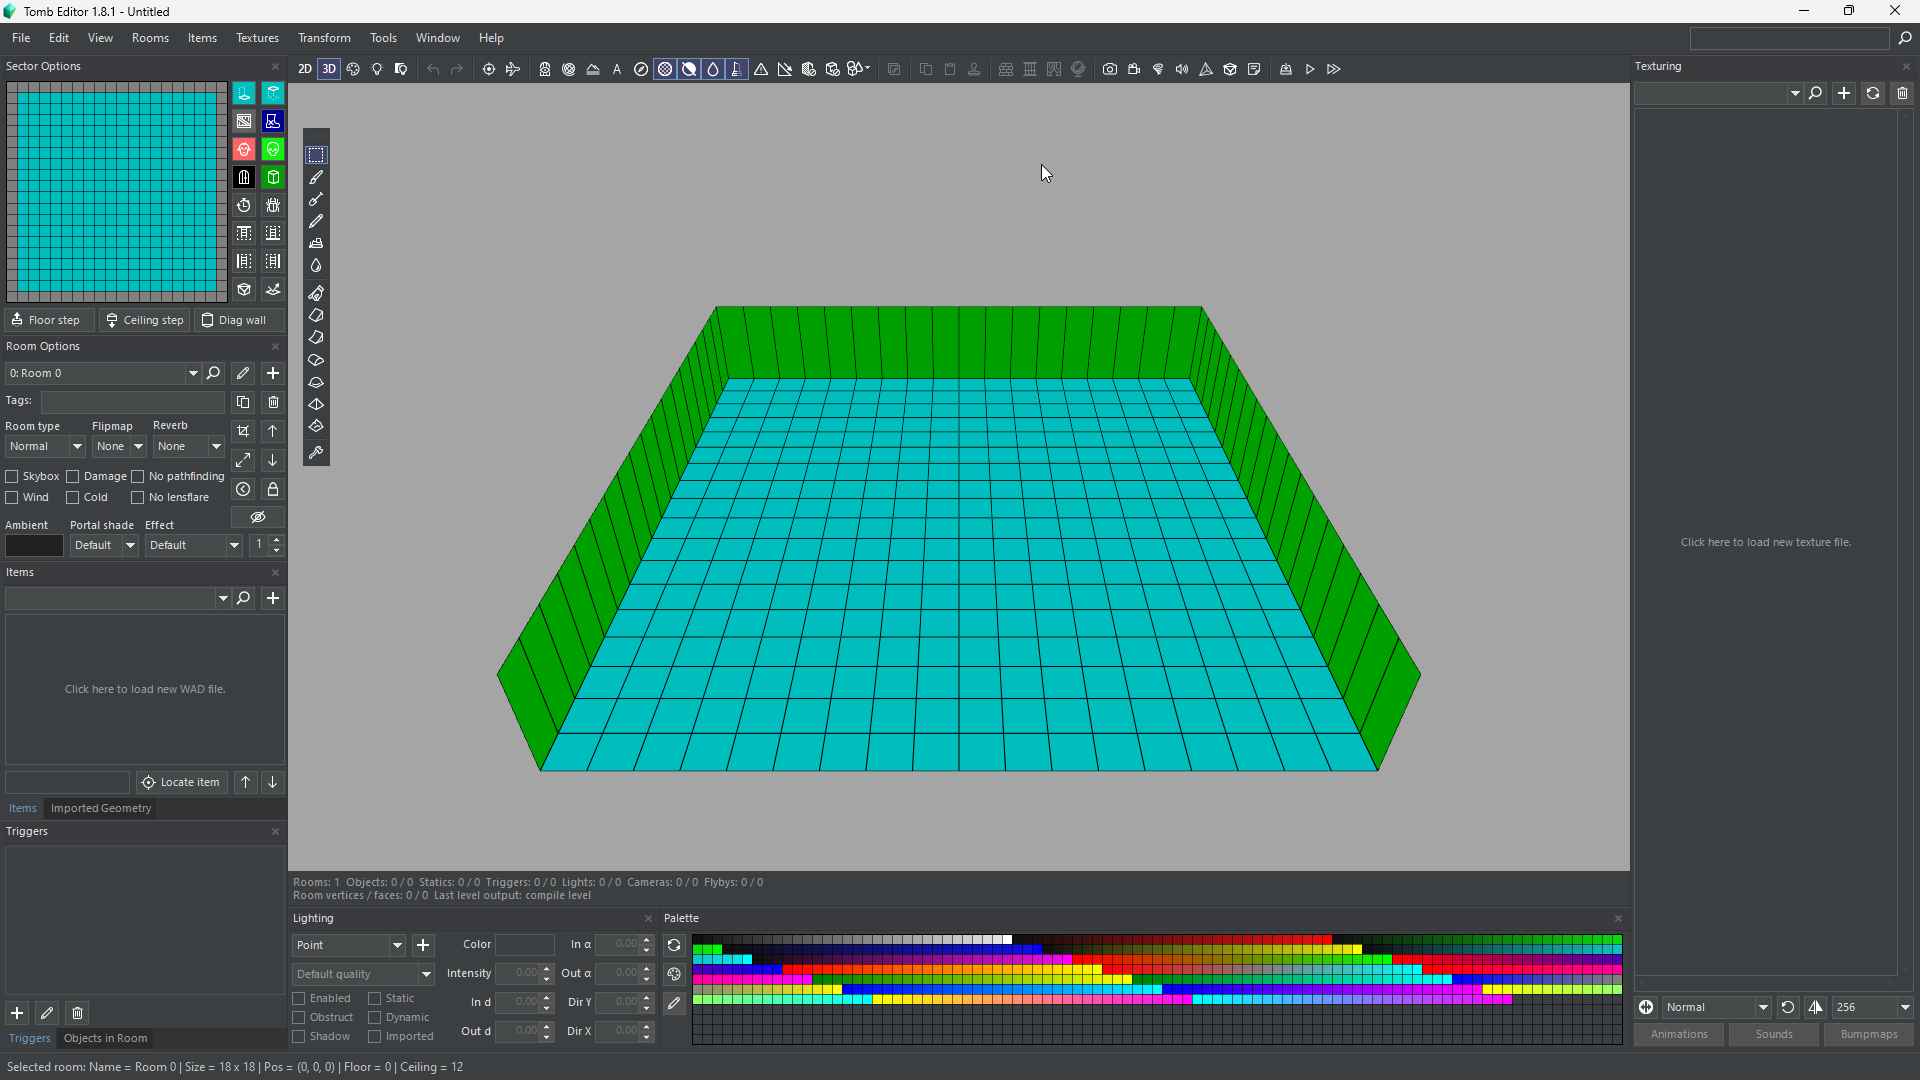 Tomb Editor 1.8.1 - Untitled
File Edit View Rooms Items Textures Transform Tools Window Help
Sector Options
2D 3D
Texturing
Floor step Ceiling step Diag wall
Room Options
0: Room 0
Tags:
Room type Flipmap Reverb
Normal None None
Skybox Damage No pathfinding
Wind Cold No lensflare
Ambient Portal shade Effect
Default Default 1
Items
Click here to load new WAD file.
Locate item
Items Imported Geometry
Triggers
Triggers Objects in Room
Click here to load new texture file.
Rooms: 1 Objects: 0 / 0 Statics: 0 / 0 Triggers: 0 / 0 Lights: 0 / 0 Cameras: 0 / 0 Flybys: 0 / 0
Room vertices / faces: 0 / 0 Last level output: compile level
Lighting
Point
Default quality
Enabled Static
Obstruct Dynamic
Shadow Imported
Color In α 0.00
Intensity 0.00 Out α 0.00
In d 0.00 Dir Y 0.00
Out d 0.00 Dir X 0.00
Palette
Normal 256
Animations Sounds Bumpmaps
Selected room: Name = Room 0 | Size = 18 x 18 | Pos = (0, 0, 0) | Floor = 0 | Ceiling = 12